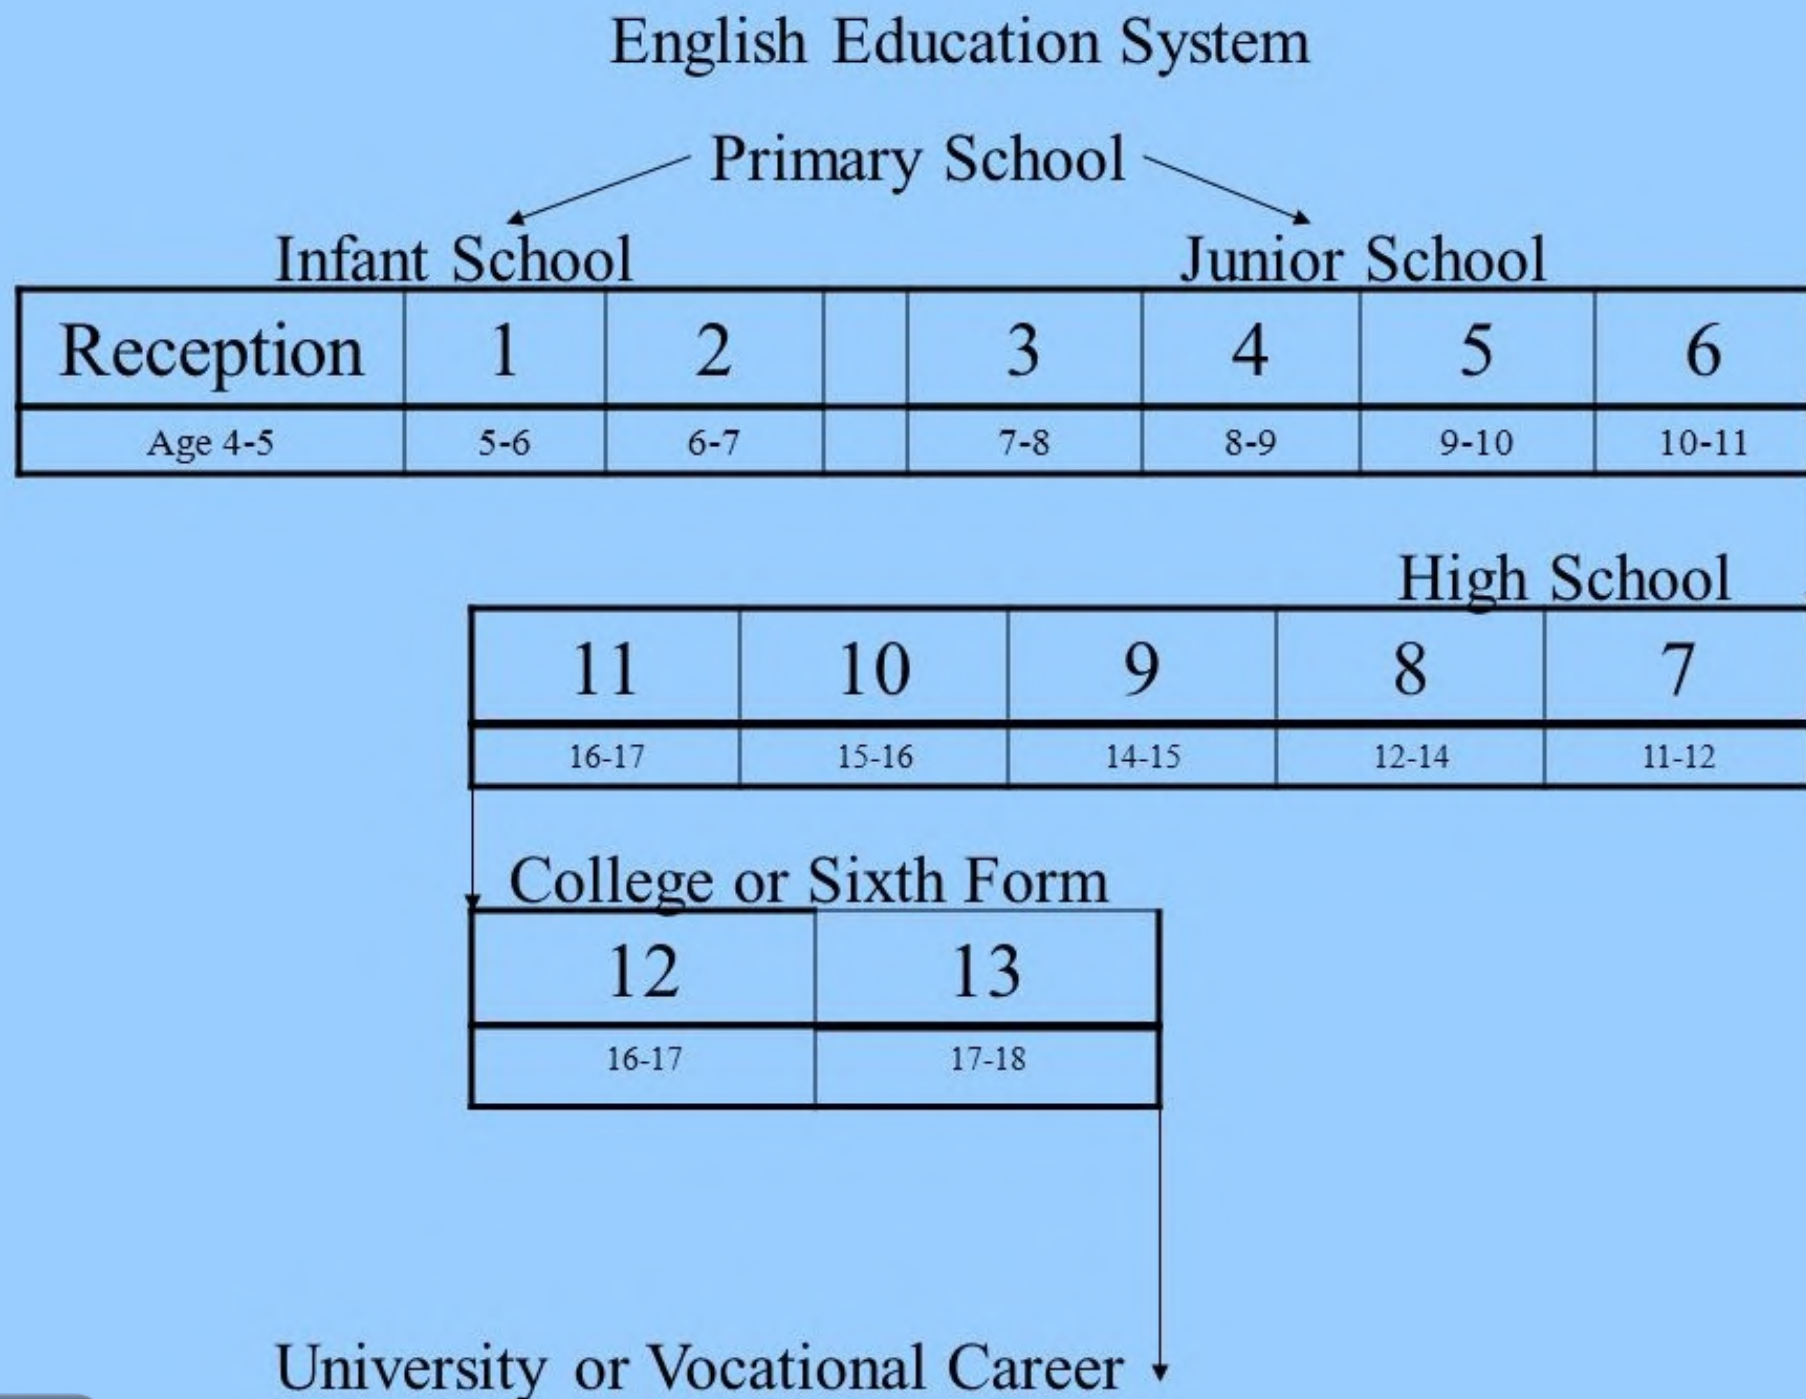 English Education System
Primary School
Infant School Junior School
Reception 1 2 3 4 5 6
Age 4-5 5-6 6-7 7-8 8-9 9-10 10-11
High School
11 10 9 8 7
16-17 15-16 14-15 12-14 11-12
College or Sixth Form
12 13
16-17 17-18
University or Vocational Career